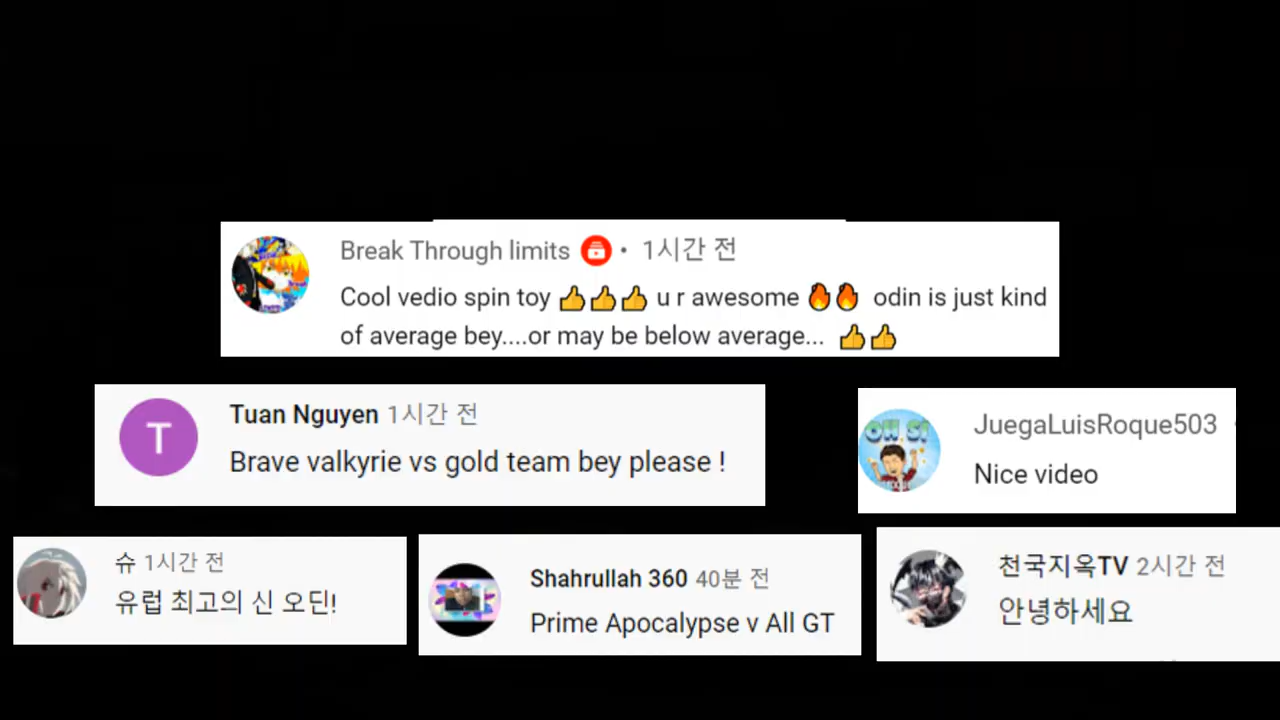 Break Through limits • 1시간 전
Cool vedio spin toy 👍👍👍 u r awesome 🔥🔥 odin is just kind
of average bey....or may be below average... 👍👍
T
Tuan Nguyen 1시간 전
Brave valkyrie vs gold team bey please !
OH SI
JuegaLuisRoque503
Nice video
슈 1시간 전
유럽 최고의 신 오딘!
Shahrullah 360 40분 전
Prime Apocalypse v All GT
천국지옥TV 2시간 전
안녕하세요